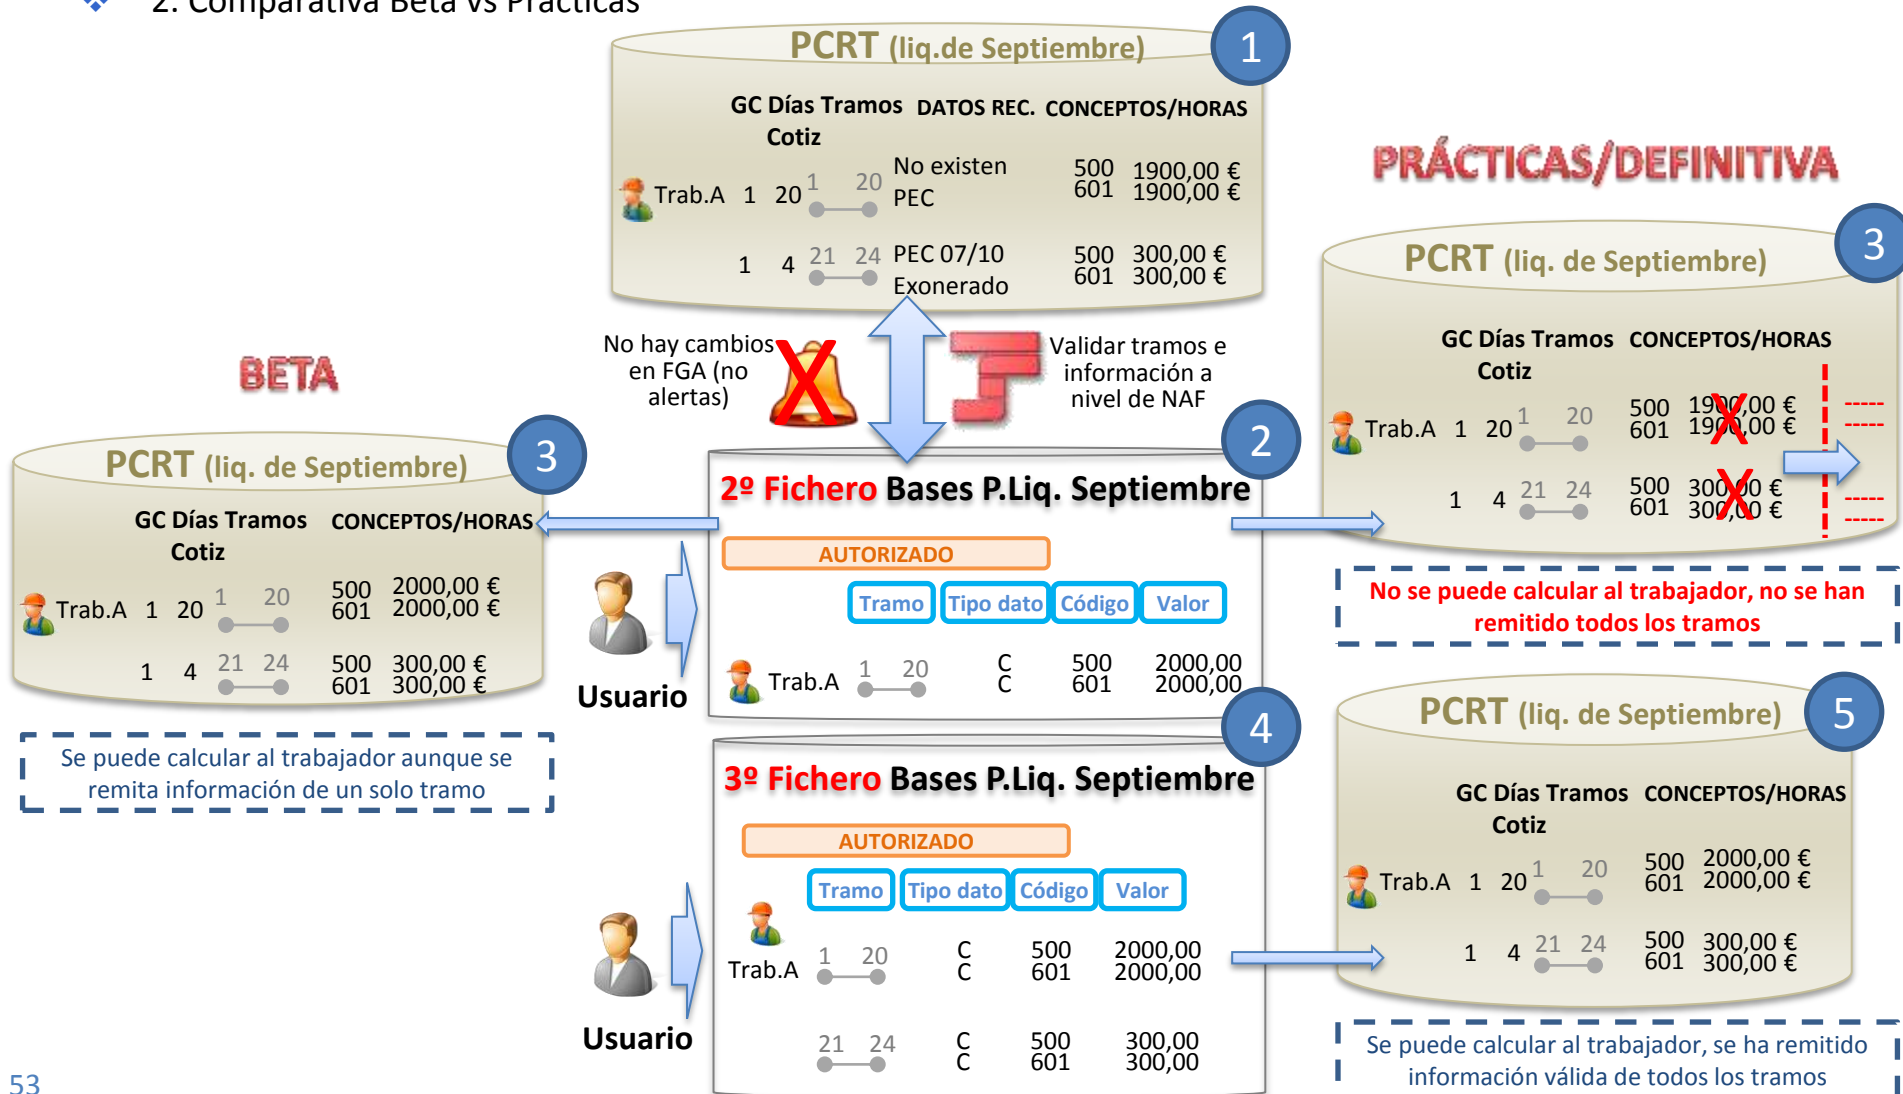 ❖ 2. Comparativa Beta vs Prácticas
PCRT (liq.de Septiembre)
1
GC Días Tramos DATOS REC. CONCEPTOS/HORAS
Cotiz
No existen
PEC
Trab.A 1 20 1 20
500 1900,00 €
601 1900,00 €
1 4 21 24
PEC 07/10
Exonerado
500 300,00 €
601 300,00 €
No hay cambios
en FGA (no
alertas)
X
Validar tramos e
información a
nivel de NAF
BETA
PCRT (liq. de Septiembre)
3
GC Días Tramos CONCEPTOS/HORAS
Cotiz
Trab.A 1 20 1 20
500 2000,00 €
601 2000,00 €
1 4 21 24
500 300,00 €
601 300,00 €
Se puede calcular al trabajador aunque se
remita información de un solo tramo
2
2º Fichero Bases P.Liq. Septiembre
AUTORIZADO
Tramo Tipo dato Código Valor
Usuario
Trab.A 1 20
C 500 2000,00
C 601 2000,00
4
3º Fichero Bases P.Liq. Septiembre
AUTORIZADO
Tramo Tipo dato Código Valor
Usuario
Trab.A 1 20
C 500 2000,00
C 601 2000,00
21 24
C 500 300,00
C 601 300,00
PRÁCTICAS/DEFINITIVA
PCRT (liq. de Septiembre)
3
GC Días Tramos CONCEPTOS/HORAS
Cotiz
Trab.A 1 20 1 20
500 1900,00 €
601 1900,00 €
X
-----
-----
1 4 21 24
500 300,00 €
601 300,00 €
X
-----
-----
No se puede calcular al trabajador, no se han
remitido todos los tramos
PCRT (liq. de Septiembre)
5
GC Días Tramos CONCEPTOS/HORAS
Cotiz
Trab.A 1 20 1 20
500 2000,00 €
601 2000,00 €
1 4 21 24
500 300,00 €
601 300,00 €
Se puede calcular al trabajador, se ha remitido
información válida de todos los tramos
53